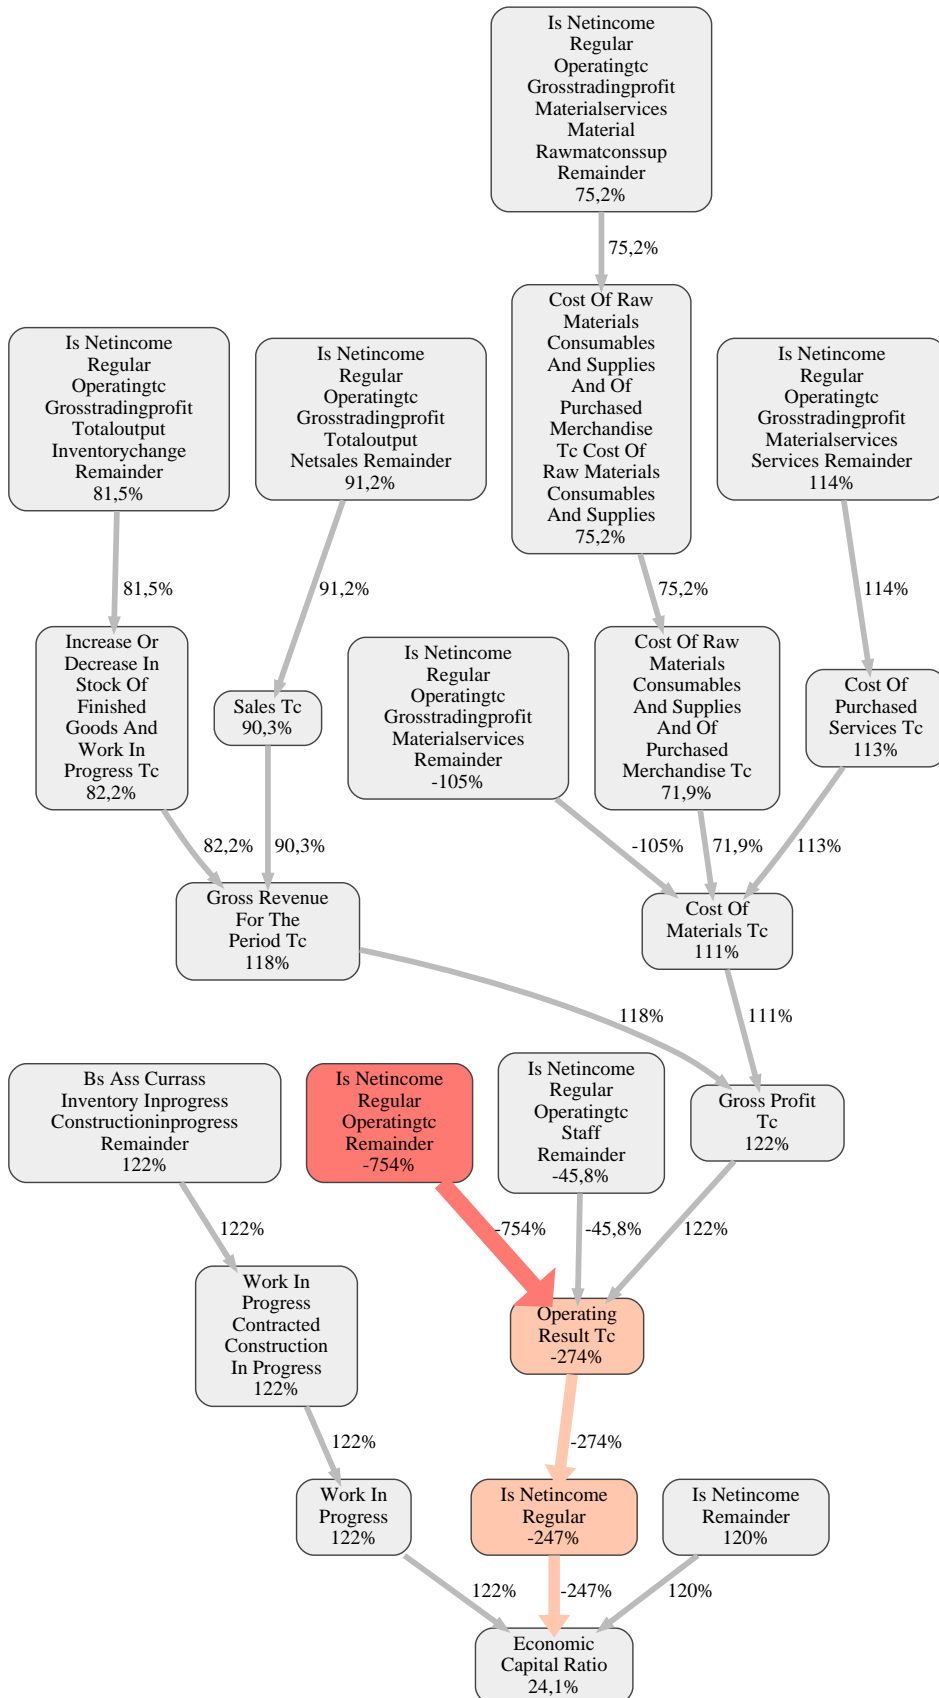 Is Netincome
Regular
Operatingtc
Grosstradingprofit
Materialservices
Material
Rawmatconssup
Remainder
75,2%
75,2%
Cost Of Raw
Materials
Consumables
And Supplies
And Of
Purchased
Merchandise
Tc Cost Of
Raw Materials
Consumables
And Supplies
75,2%
Is Netincome
Regular
Operatingtc
Grosstradingprofit
Totaloutput
Inventorychange
Remainder
81,5%
Is Netincome
Regular
Operatingtc
Grosstradingprofit
Totaloutput
Netsales Remainder
91,2%
Is Netincome
Regular
Operatingtc
Grosstradingprofit
Materialservices
Services Remainder
114%
81,5%
91,2%
75,2%
114%
Increase Or
Decrease In
Stock Of
Finished
Goods And
Work In
Progress Tc
82,2%
Sales Tc
90,3%
Is Netincome
Regular
Operatingtc
Grosstradingprofit
Materialservices
Remainder
-105%
Cost Of Raw
Materials
Consumables
And Supplies
And Of
Purchased
Merchandise Tc
71,9%
Cost Of
Purchased
Services Tc
113%
82,2%
90,3%
-105%
71,9%
113%
Gross Revenue
For The
Period Tc
118%
Cost Of
Materials Tc
111%
118%
111%
Bs Ass Currass
Inventory Inprogress
Constructioninprogress
Remainder
122%
Is Netincome
Regular
Operatingtc
Remainder
-754%
Is Netincome
Regular
Operatingtc
Staff
Remainder
-45,8%
Gross Profit
Tc
122%
122%
-754%
-45,8%
122%
Work In
Progress
Contracted
Construction
In Progress
122%
Operating
Result Tc
-274%
122%
-274%
Work In
Progress
122%
Is Netincome
Regular
-247%
Is Netincome
Remainder
120%
122%
-247%
120%
Economic
Capital Ratio
24,1%